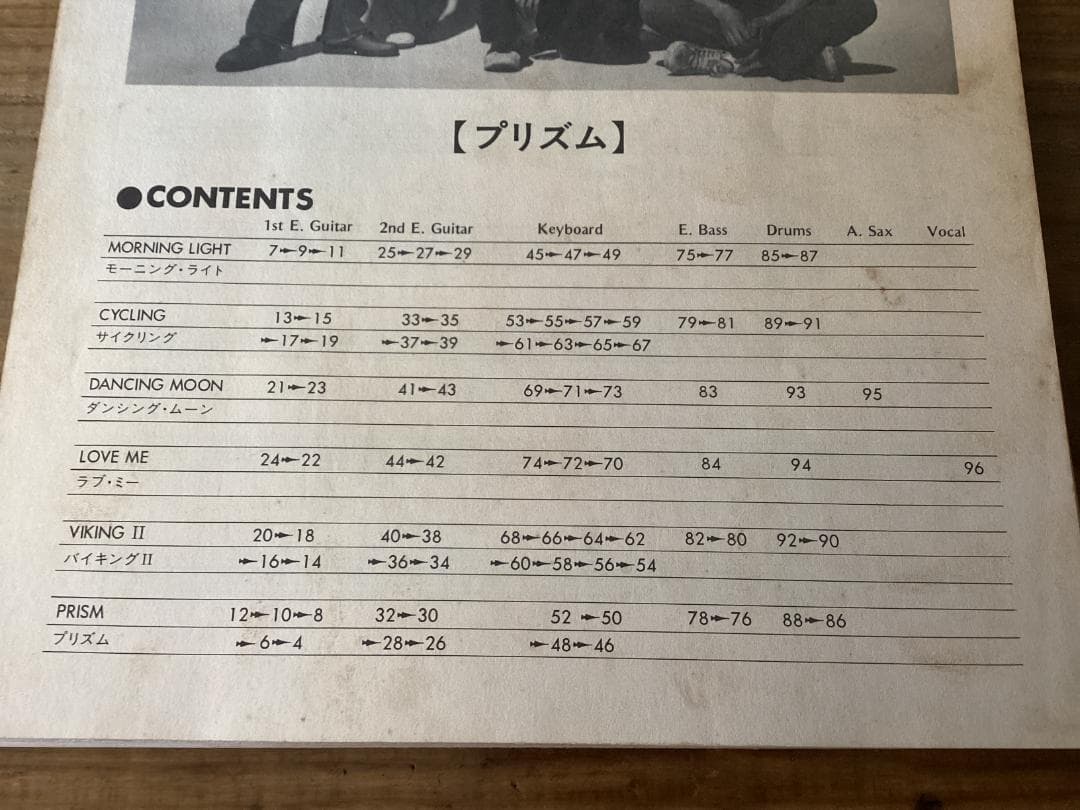 【プリズム】
●CONTENTS
1st E. Guitar 2nd E. Guitar Keyboard E. Bass Drums A. Sax Vocal
MORNING LIGHT 7►9►11 25►27►29 45►47►49 75►77 85►87
モーニング・ライト
CYCLING 13►15 33►35 53►55►57►59 79►81 89►91
サイクリング ►17►19 ►37►39 ►61►63►65►67
DANCING MOON 21►23 41►43 69►71►73 83 93 95
ダンシング・ムーン
LOVE ME 24►22 44►42 74►72►70 84 94 96
ラブ・ミー
VIKING II 20►18 40►38 68►66►64►62 82►80 92►90
バイキングII ►16►14 ►36►34 ►60►58►56►54
PRISM 12►10►8 32►30 52 ►50 78►76 88►86
プリズム ►6►4 ►28►26 ►48►46